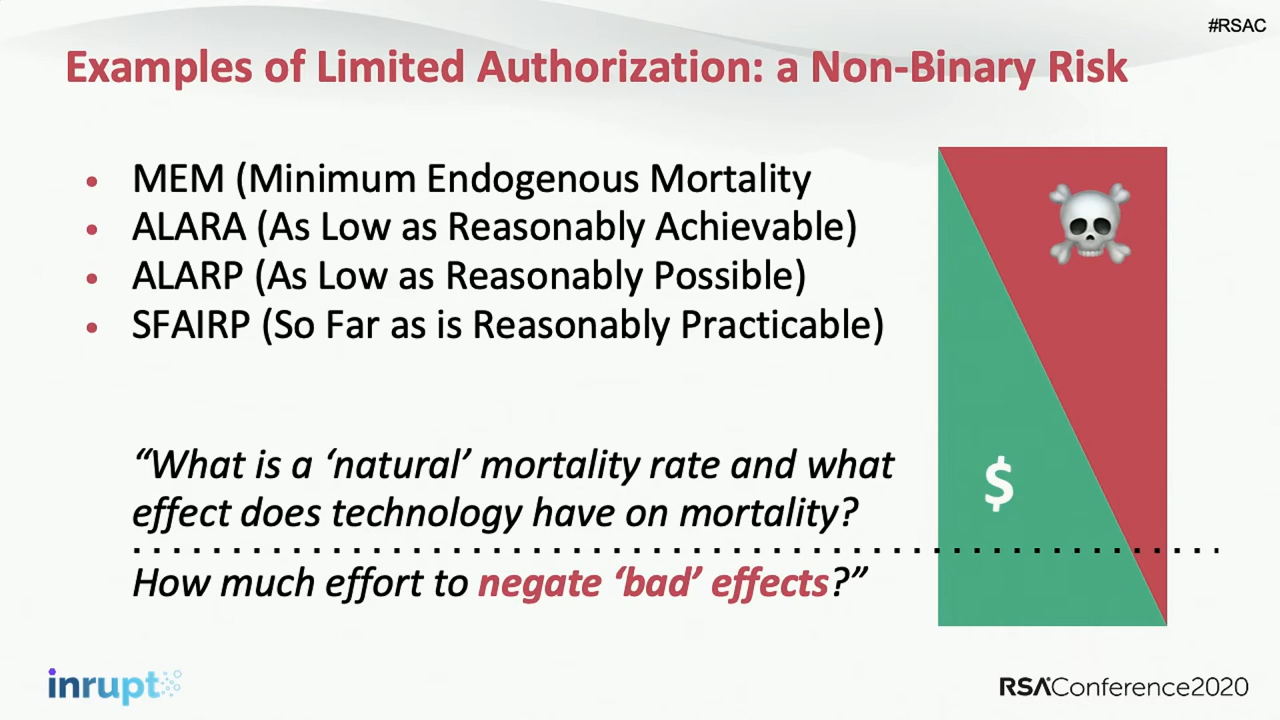 #RSAC
Examples of Limited Authorization: a Non-Binary Risk
• MEM (Minimum Endogenous Mortality
• ALARA (As Low as Reasonably Achievable)
• ALARP (As Low as Reasonably Possible)
• SFAIRP (So Far as is Reasonably Practicable)
“What is a ‘natural’ mortality rate and what
effect does technology have on mortality?
How much effort to negate ‘bad’ effects?”
$
inrupt
RSAConference2020